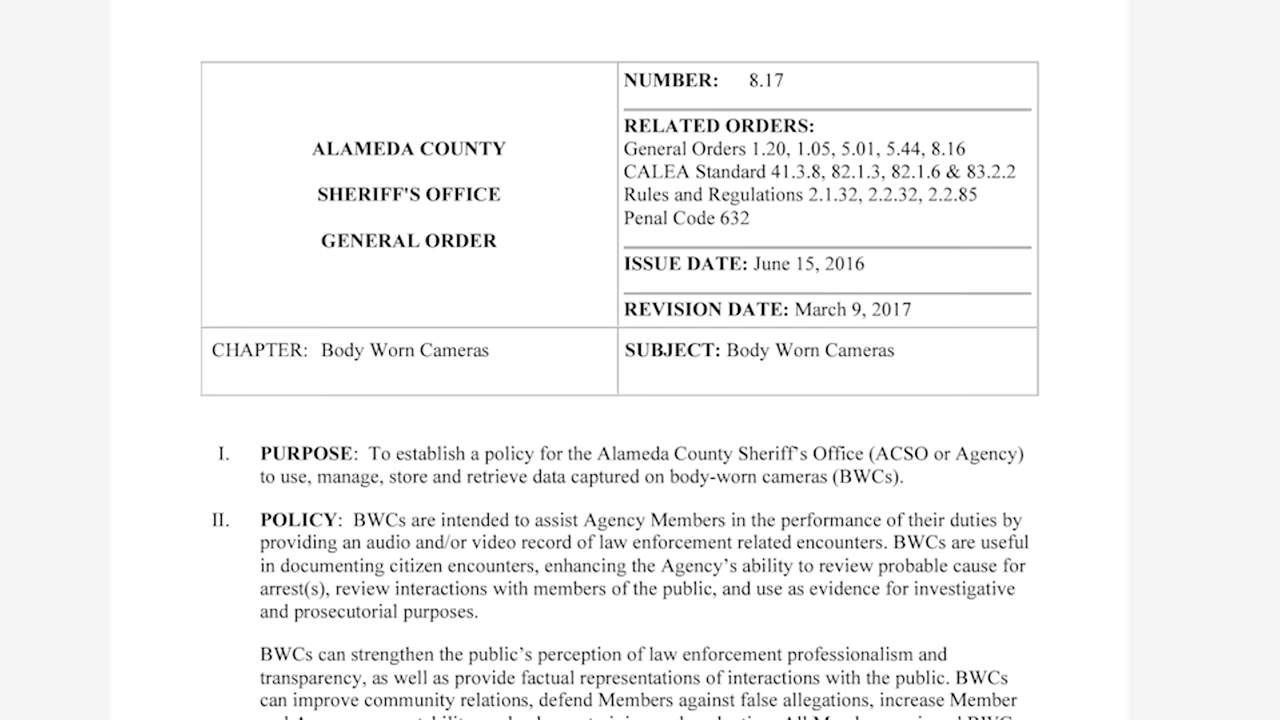 ALAMEDA COUNTY
SHERIFF'S OFFICE
GENERAL ORDER
NUMBER: 8.17
RELATED ORDERS:
General Orders 1.20, 1.05, 5.01, 5.44, 8.16
CALEA Standard 41.3.8, 82.1.3, 82.1.6 & 83.2.2
Rules and Regulations 2.1.32, 2.2.32, 2.2.85
Penal Code 632
ISSUE DATE: June 15, 2016
REVISION DATE: March 9, 2017
CHAPTER: Body Worn Cameras
SUBJECT: Body Worn Cameras
I. PURPOSE: To establish a policy for the Alameda County Sheriff's Office (ACSO or Agency)
to use, manage, store and retrieve data captured on body-worn cameras (BWCs).
II. POLICY: BWCs are intended to assist Agency Members in the performance of their duties by
providing an audio and/or video record of law enforcement related encounters. BWCs are useful
in documenting citizen encounters, enhancing the Agency's ability to review probable cause for
arrest(s), review interactions with members of the public, and use as evidence for investigative
and prosecutorial purposes.
BWCs can strengthen the public's perception of law enforcement professionalism and
transparency, as well as provide factual representations of interactions with the public. BWCs
can improve community relations, defend Members against false allegations, increase Member